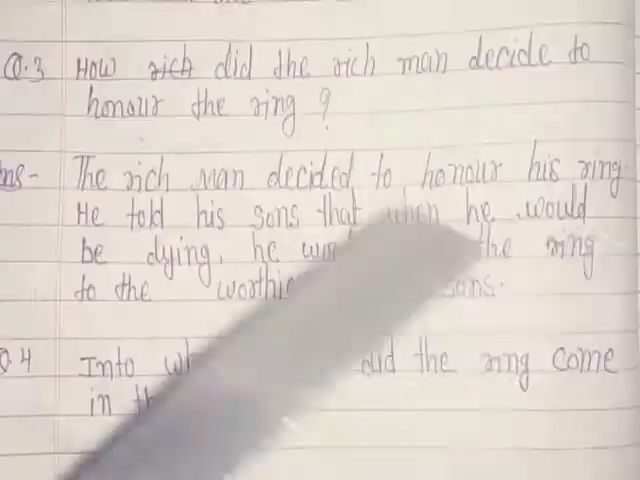 Q.3 How rich did the rich man decide to
honour the ring ?
Ans- The rich man decided to honour his ring.
He told his sons that when he would
be dying, he the ring
to the sons.
Q.4 Into did the ring come
in